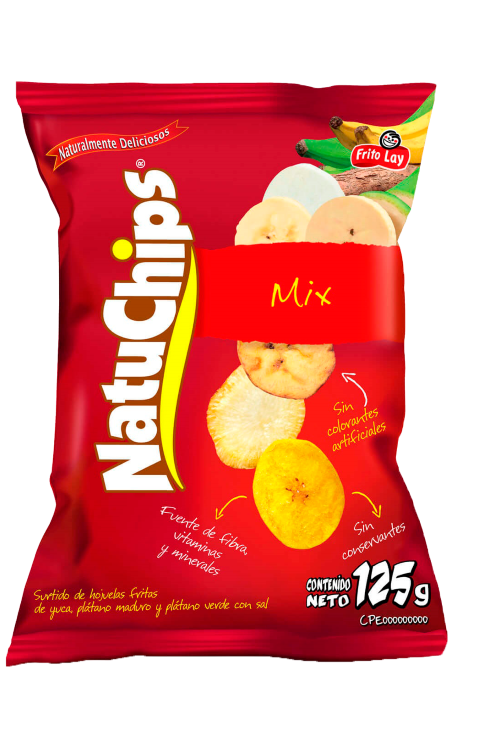 Naturalmente Deliciosos
Frito Lay
NatuChips®
Mix
Sin
colorantes
artificiales
Fuente de fibra,
vitaminas
y minerales
Sin
conservantes
Surtido de hojuelas fritas
de yuca, plátano maduro y plátano verde con sal
CONTENIDO
NETO 125g
CPE000000000